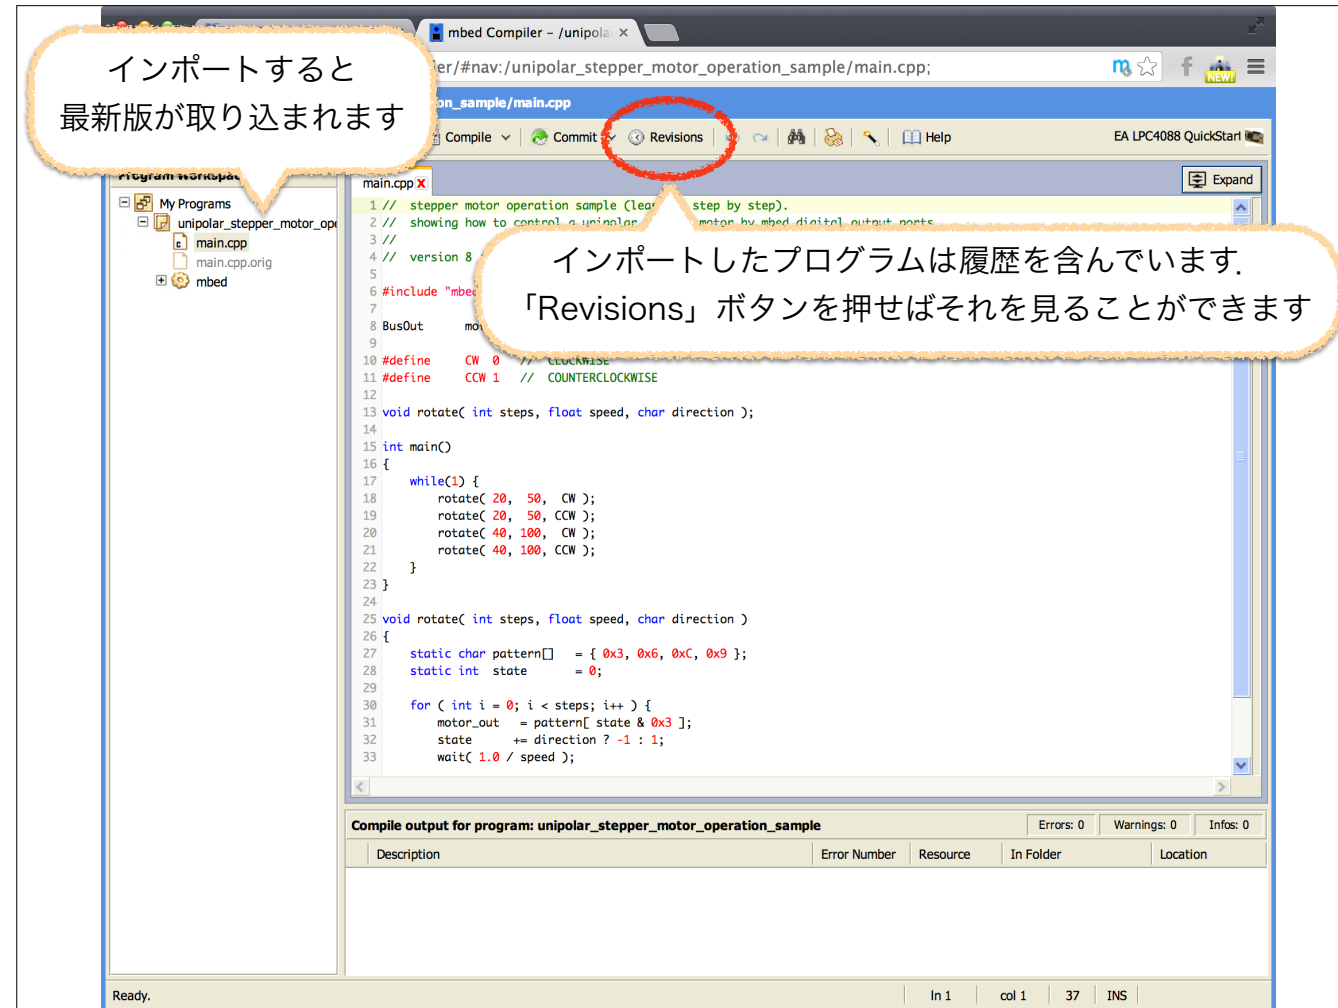 mbed Compiler – /unipola
er/#nav:/unipolar_stepper_motor_operation_sample/main.cpp;
NEW!
インポートすると
最新版が取り込まれます
on_sample/main.cpp
Compile
Commit
Revisions
Help
EA LPC4088 QuickStart
Program Workspa
main.cpp
Expand
My Programs
unipolar_stepper_motor_ope
main.cpp
main.cpp.orig
mbed
インポートしたプログラムは履歴を含んでいます.
「Revisions」ボタンを押せばそれを見ることができます
1 //  stepper motor operation sample (lea step by step).
2 //  showing how to control a unipolar motor by mbed digital output ports
3 //
4 //  version 8
5
6 #include "mbed
7
8 BusOut      mo
9
10 #define    CW  0  //  CLOCKWISE
11 #define    CCW 1  //  COUNTERCLOCKWISE
12
13 void rotate( int steps, float speed, char direction );
14
15 int main()
16 {
17    while(1) {
18        rotate( 20,  50,  CW );
19        rotate( 20,  50, CCW );
20        rotate( 40, 100,  CW );
21        rotate( 40, 100, CCW );
22    }
23 }
24
25 void rotate( int steps, float speed, char direction )
26 {
27    static char pattern[]   = { 0x3, 0x6, 0xC, 0x9 };
28    static int  state       = 0;
29
30    for ( int i = 0; i < steps; i++ ) {
31        motor_out   = pattern[ state & 0x3 ];
32        state      += direction ? -1 : 1;
33        wait( 1.0 / speed );
Compile output for program: unipolar_stepper_motor_operation_sample
Errors: 0
Warnings: 0
Infos: 0
Description
Error Number
Resource
In Folder
Location
Ready.
ln 1
col 1
37
INS